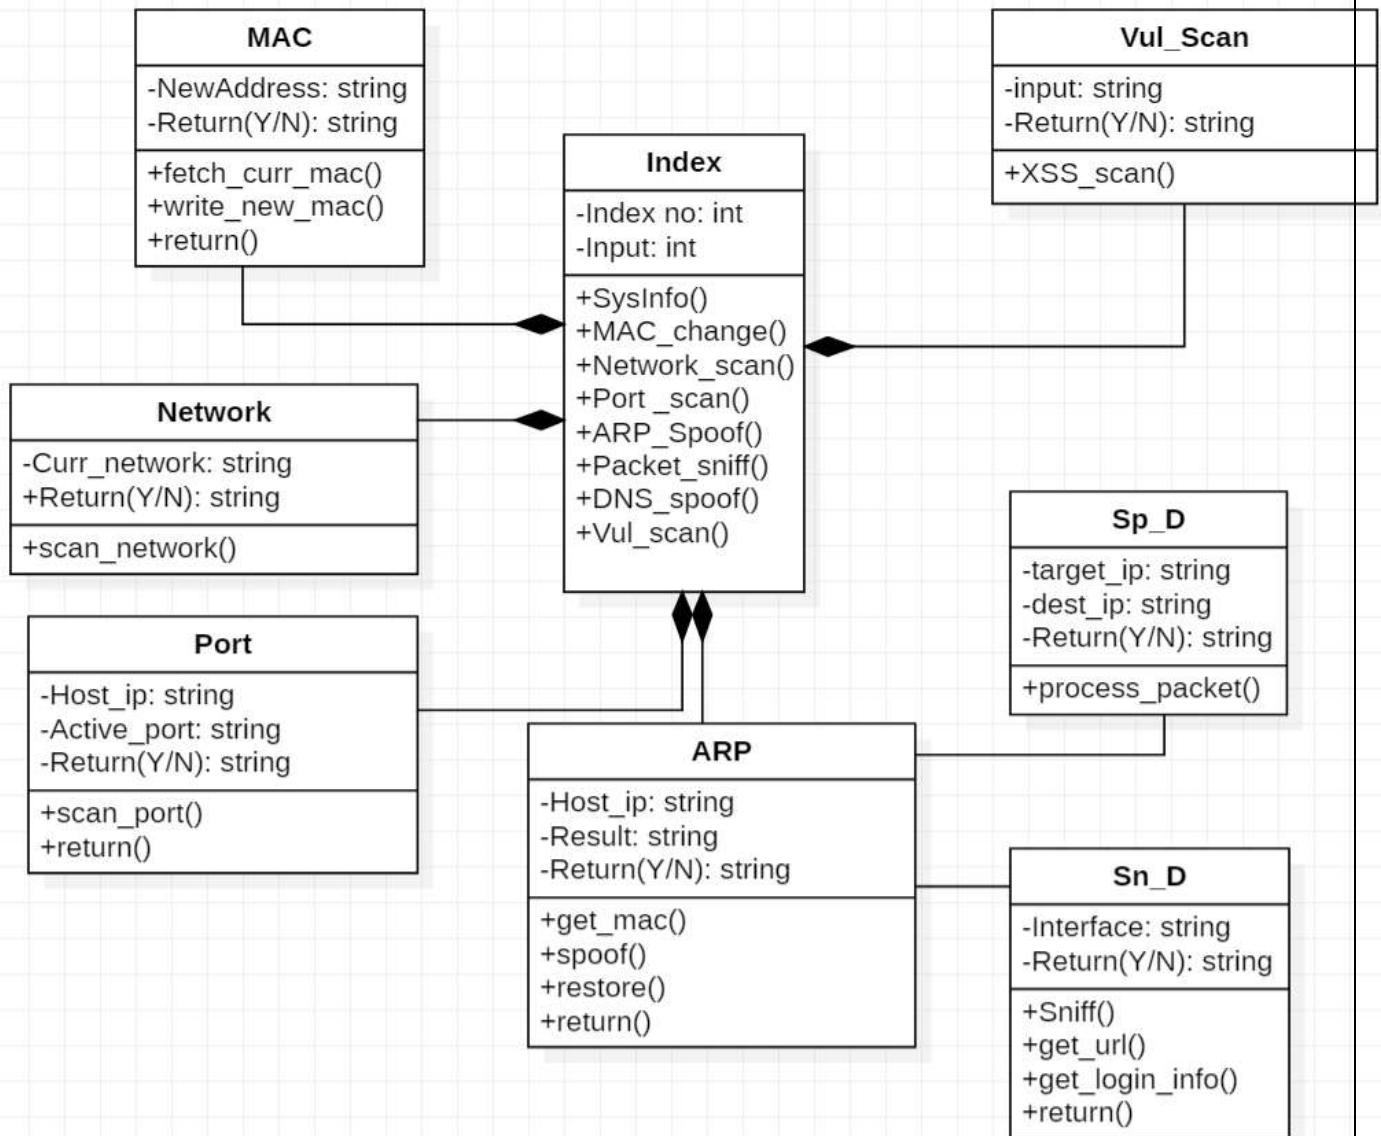 MAC
-NewAddress: string
-Return(Y/N): string
+fetch_curr_mac()
+write_new_mac()
+return()
Vul_Scan
-input: string
-Return(Y/N): string
+XSS_scan()
Index
-Index no: int
-Input: int
+SysInfo()
+MAC_change()
+Network_scan()
+Port _scan()
+ARP_Spoof()
+Packet_sniff()
+DNS_spoof()
+Vul_scan()
Network
-Curr_network: string
+Return(Y/N): string
+scan_network()
Port
-Host_ip: string
-Active_port: string
-Return(Y/N): string
+scan_port()
+return()
ARP
-Host_ip: string
-Result: string
-Return(Y/N): string
+get_mac()
+spoof()
+restore()
+return()
Sp_D
-target_ip: string
-dest_ip: string
-Return(Y/N): string
+process_packet()
Sn_D
-Interface: string
-Return(Y/N): string
+Sniff()
+get_url()
+get_login_info()
+return()